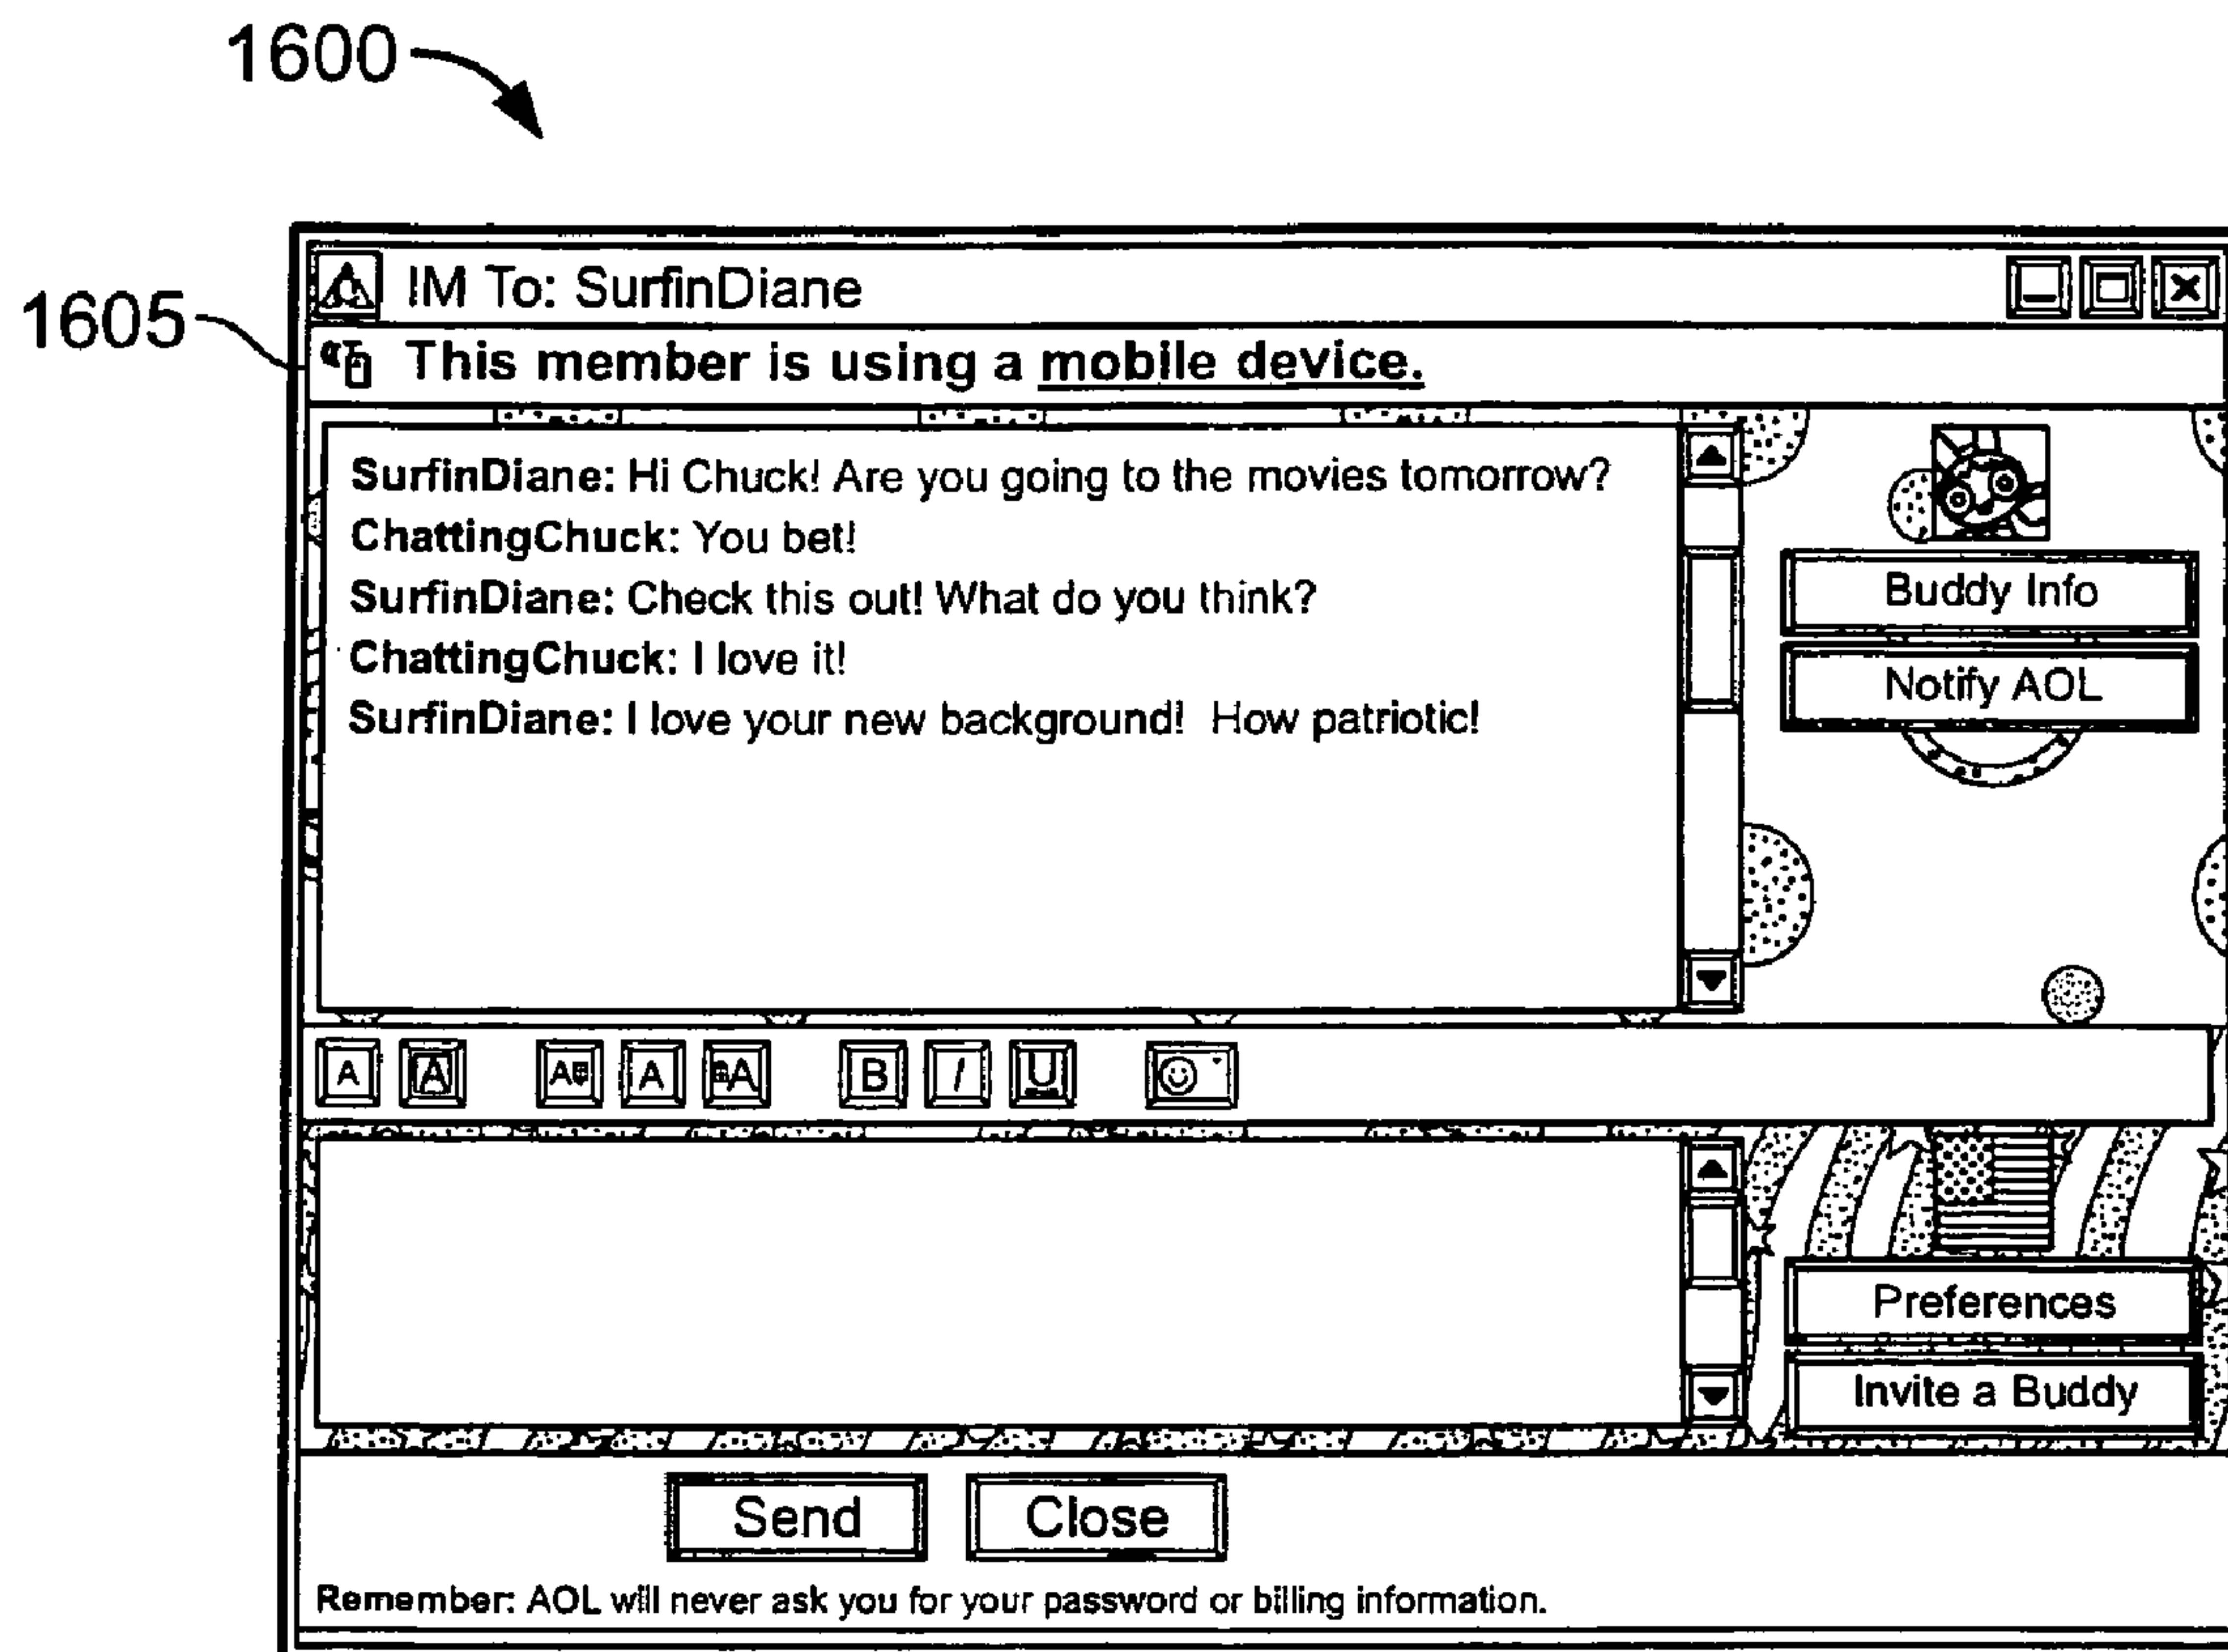 1600
IM To: SurfinDiane
1605
This member is using a mobile device.
SurfinDiane: Hi Chuck! Are you going to the movies tomorrow?
ChattingChuck: You bet!
SurfinDiane: Check this out! What do you think?
ChattingChuck: I love it!
SurfinDiane: I love your new background!  How patriotic!
Buddy Info
Notify AOL
A A A A A B I U
Preferences
Invite a Buddy
Send Close
Remember: AOL will never ask you for your password or billing information.